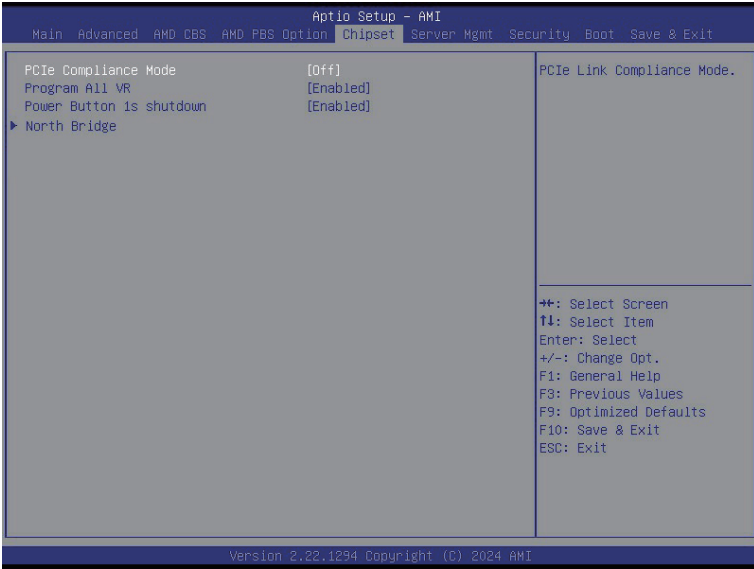 Aptio Setup – AMI
Main Advanced AMD CBS AMD PBS Option Chipset Server Mgmt Security Boot Save & Exit
PCIe Compliance Mode [Off]
Program All VR [Enabled]
Power Button 1s shutdown [Enabled]
▶ North Bridge
PCIe Link Compliance Mode.
→←: Select Screen
↑↓: Select Item
Enter: Select
+/-: Change Opt.
F1: General Help
F3: Previous Values
F9: Optimized Defaults
F10: Save & Exit
ESC: Exit
Version 2.22.1294 Copyright (C) 2024 AMI